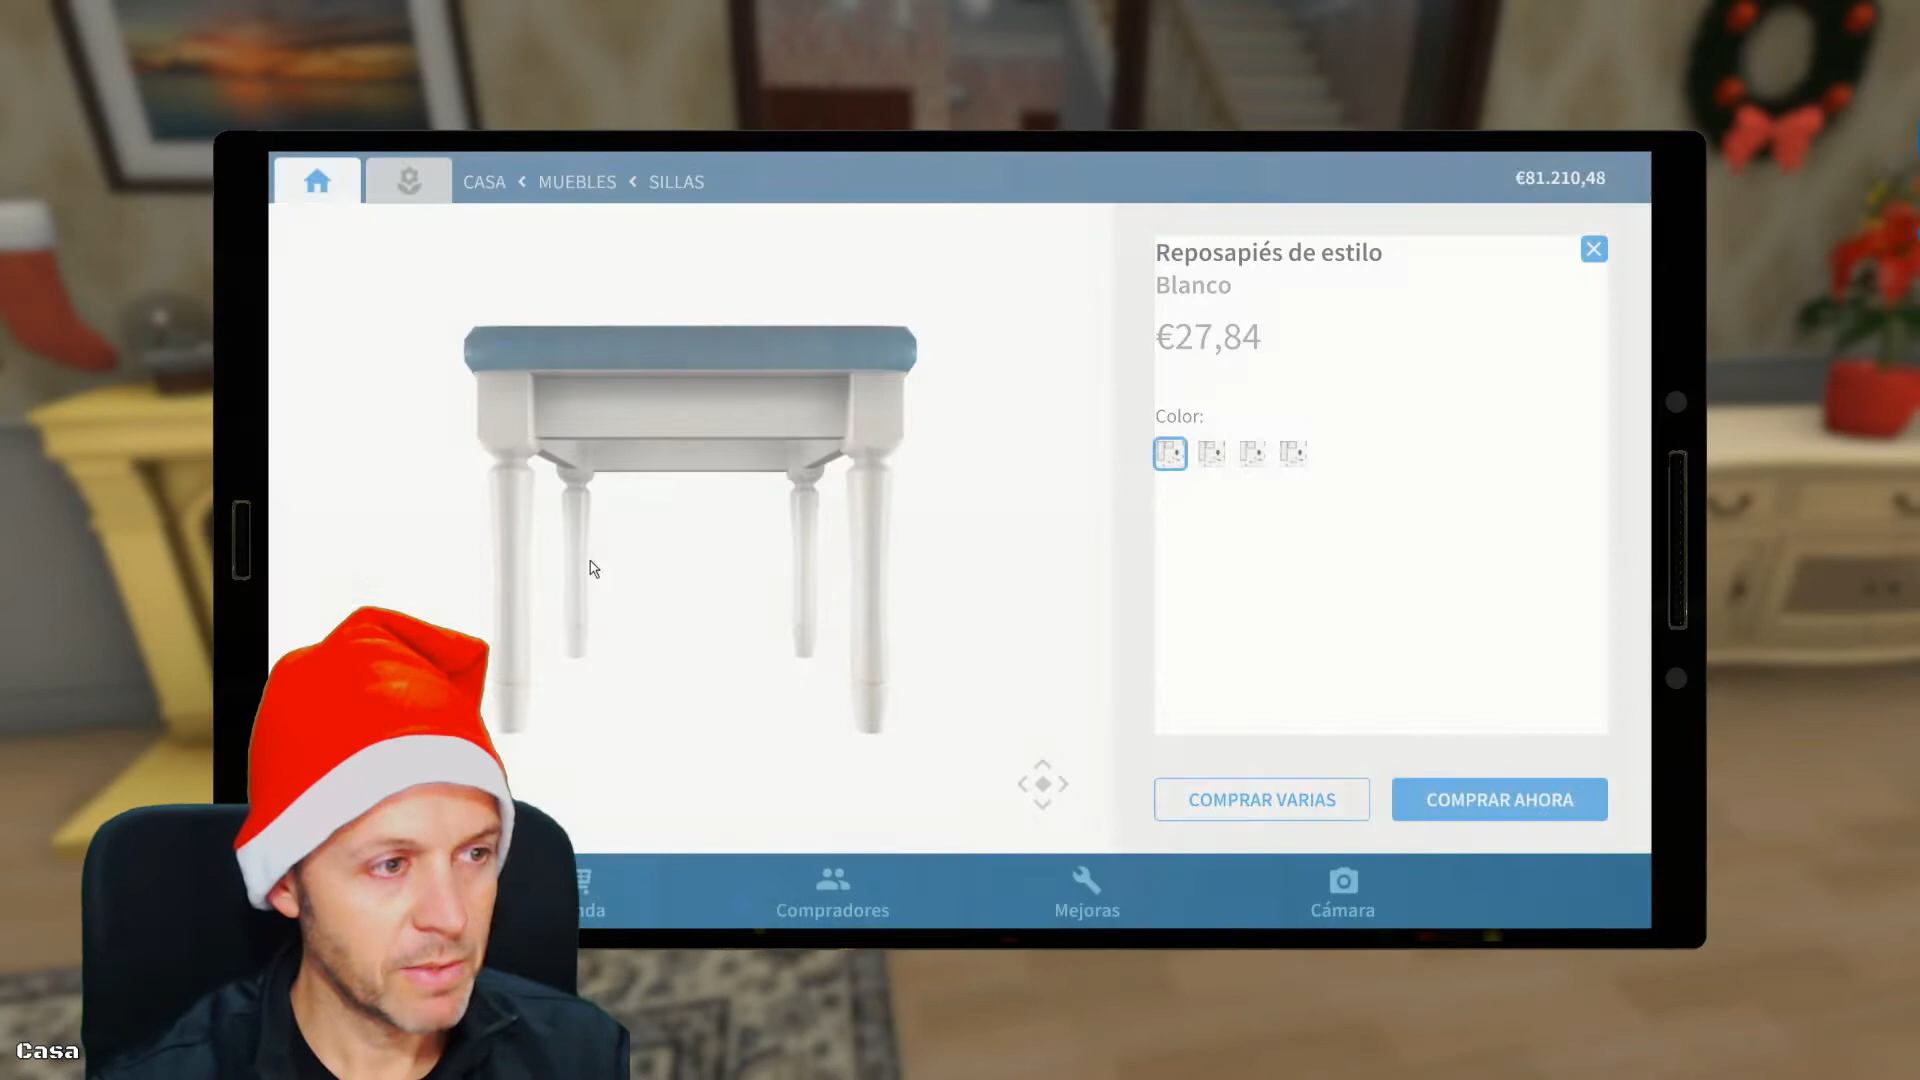 CASA < MUEBLES < SILLAS
€81.210,48
Reposapiés de estilo
Blanco
€27,84
Color:
COMPRAR VARIAS
COMPRAR AHORA
nda
Compradores
Mejoras
Cámara
Casa